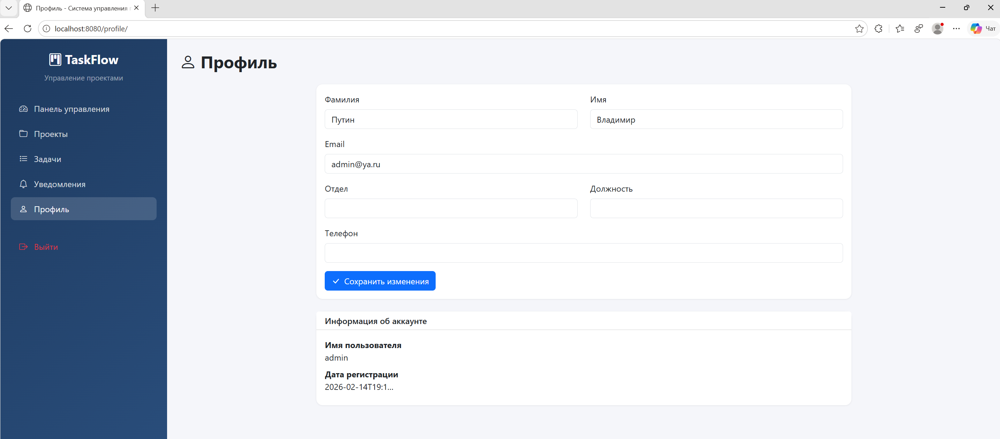 Профиль - Система управления
localhost:8080/profile/
Чат
TaskFlow
Управление проектами
Панель управления
Проекты
Задачи
Уведомления
Профиль
Выйти
Профиль
Фамилия
Имя
Путин
Владимир
Email
admin@ya.ru
Отдел
Должность
Телефон
Сохранить изменения
Информация об аккаунте
Имя пользователя
admin
Дата регистрации
2026-02-14T19:1...